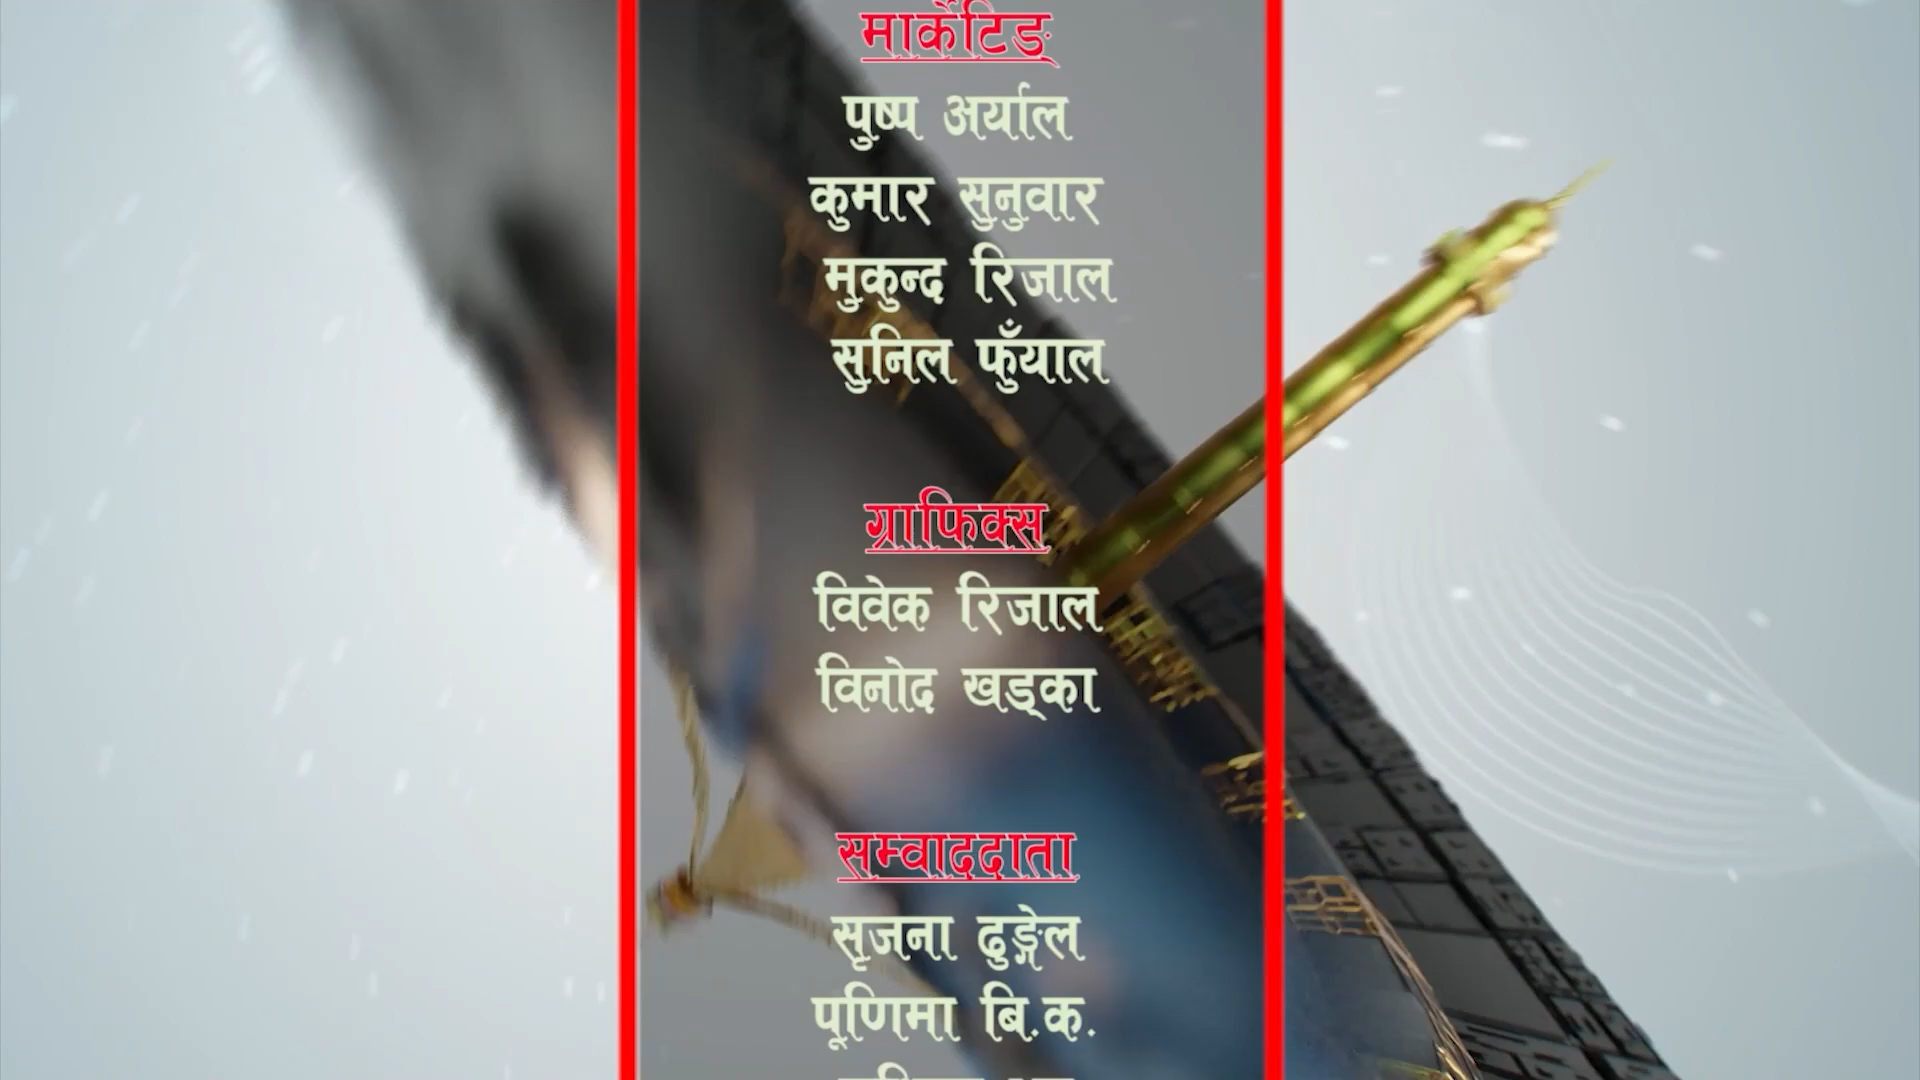 मार्केटिङ्
पुष्प अर्याल
कुमार सुनुवार
मुकुन्द रिजाल
सुनिल फुँयाल
ग्राफिक्स
विवेक रिजाल
विनोद खड्का
सम्वाददाता
सृजना ढुङ्गेल
पूणिमा बि.क.